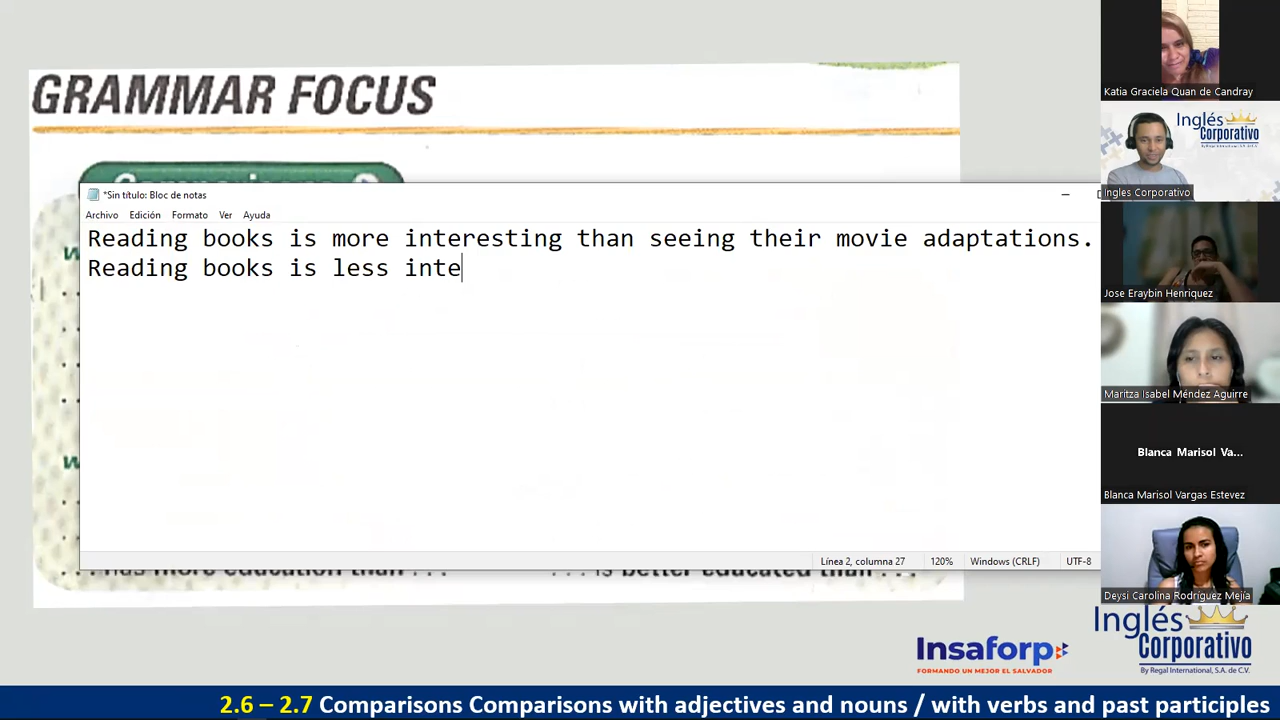 GRAMMAR FOCUS
*Sin título: Bloc de notas
Archivo Edición Formato Ver Ayuda
Reading books is more interesting than seeing their movie adaptations.
Reading books is less inte
Línea 2, columna 27 120% Windows (CRLF) UTF-8
. . . has more education than . . . . . . is better educated than . . .
Katia Graciela Quan de Candray
Inglés
Corporativo
Ingles Corporativo
Jose Eraybin Henriquez
Maritza Isabel Méndez Aguirre
Blanca Marisol Va...
Blanca Marisol Vargas Estevez
Deysi Carolina Rodríguez Mejía
Insaforp
FORMANDO UN MEJOR EL SALVADOR
Inglés
Corporativo
By Regal International, S.A. de C.V.
2.6 – 2.7 Comparisons Comparisons with adjectives and nouns / with verbs and past participles